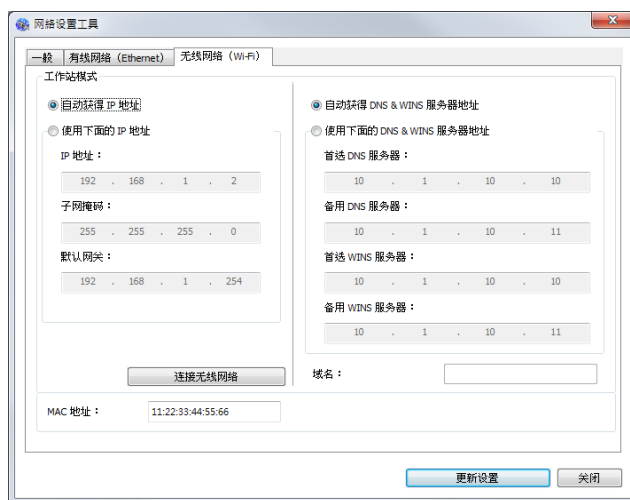 网络设置工具
一般 有线网络（Ethernet） 无线网络（Wi-Fi）
工作站模式
自动获得 IP 地址
使用下面的 IP 地址
IP 地址：
192 . 168 . 1 . 2
子网掩码：
255 . 255 . 255 . 0
默认网关：
192 . 168 . 1 . 254
连接无线网络
自动获得 DNS & WINS 服务器地址
使用下面的 DNS & WINS 服务器地址
首选 DNS 服务器：
10 . 1 . 10 . 10
备用 DNS 服务器：
10 . 1 . 10 . 11
首选 WINS 服务器：
10 . 1 . 10 . 10
备用 WINS 服务器：
10 . 1 . 10 . 11
域名：
MAC 地址： 11:22:33:44:55:66
更新设置 关闭